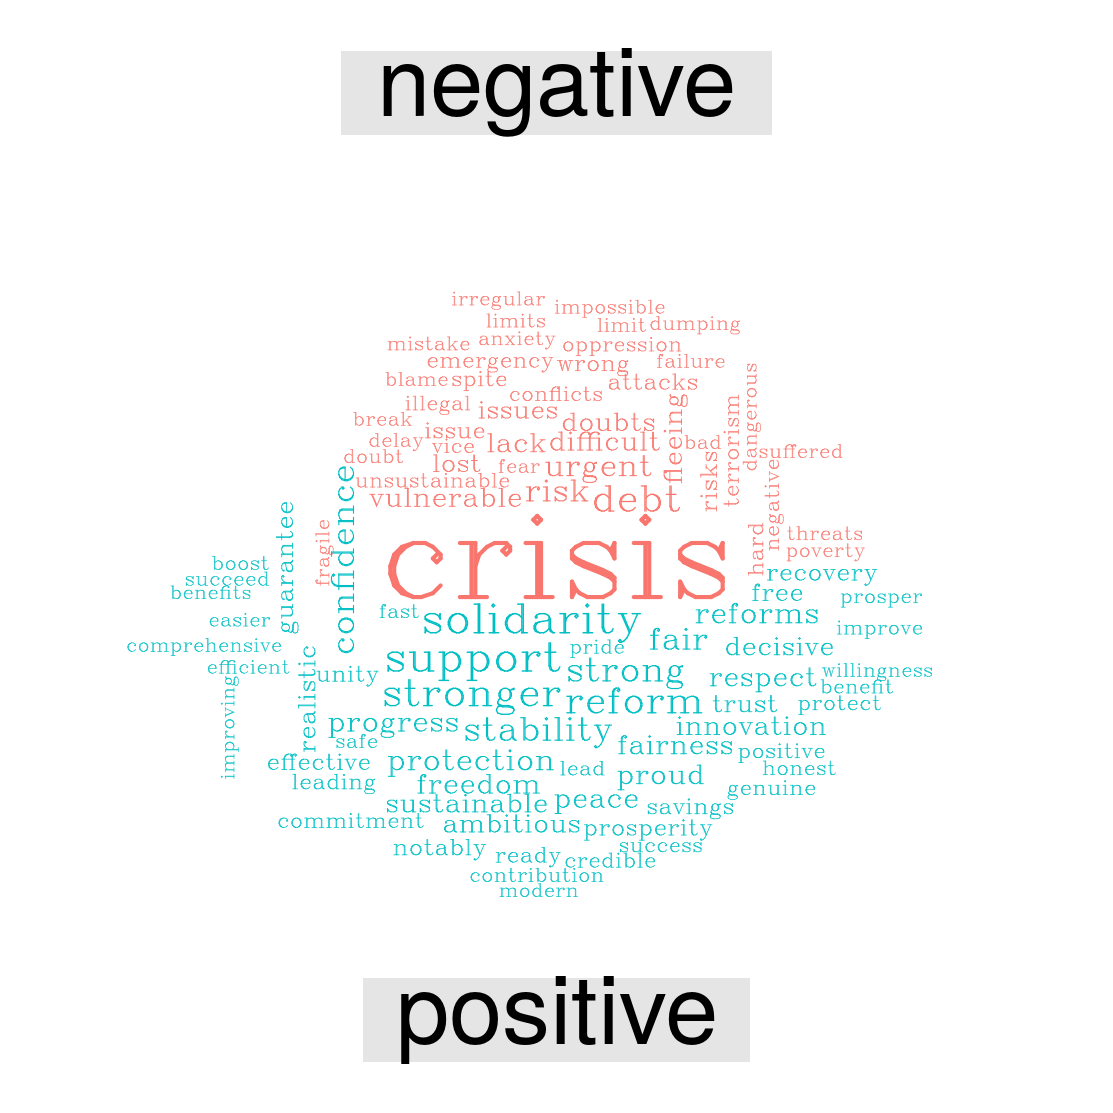 negative
irregular impossible
limits limit dumping
mistake anxiety oppression
emergency wrong failure
blame spite conflicts attacks dangerous
illegal issues doubts fleeing terrorism
break issue lack difficult bad
delay vice suffered
doubt lost fear urgent risks negative
unsustainable
vulnerable risk debt
confidence
guarantee fragile crisis hard threats
poverty
boost recovery
succeed
benefits free prosper
easier fast solidarity reforms improve
comprehensive support pride fair decisive
efficient unity strong respect willingness
benefit
improving realistic stronger reform trust protect
progress stability innovation
safe fairness positive
effective protection lead proud honest
leading freedom genuine
sustainable peace savings
commitment ambitious prosperity
notably ready credible success
contribution
modern
positive